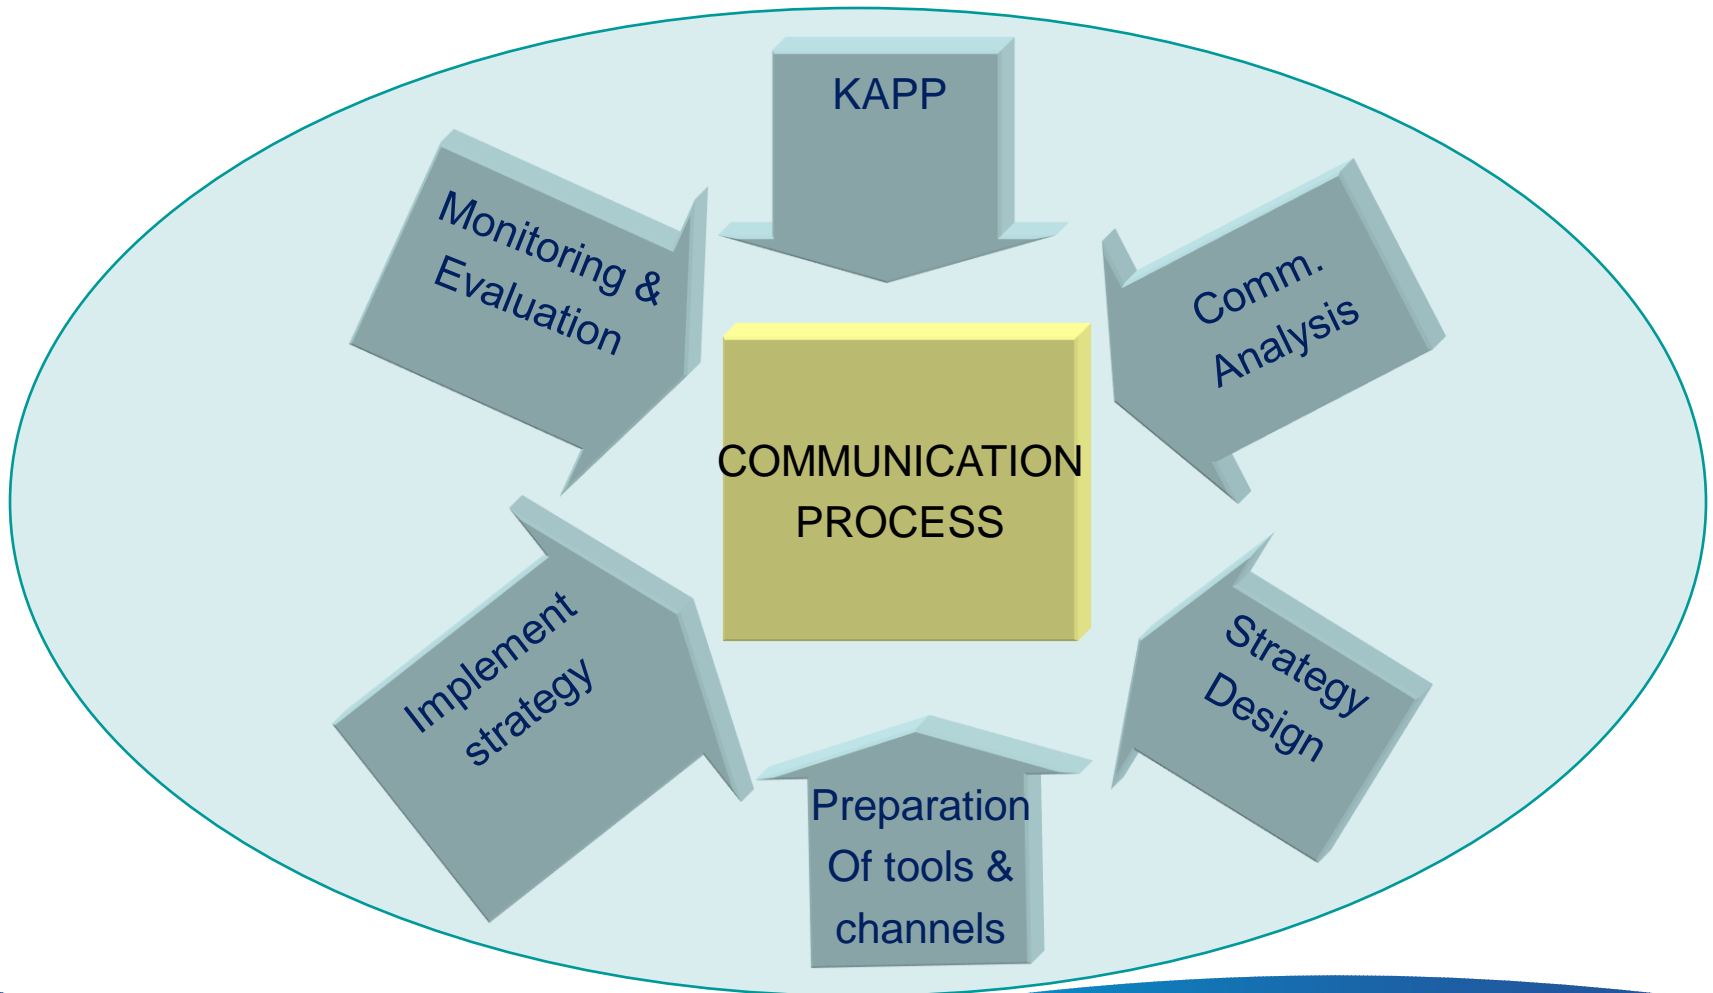 KAPP
Comm.
Analysis
Strategy
Design
Preparation
Of tools &
channels
Implement
strategy
Monitoring &
Evaluation
COMMUNICATION
PROCESS